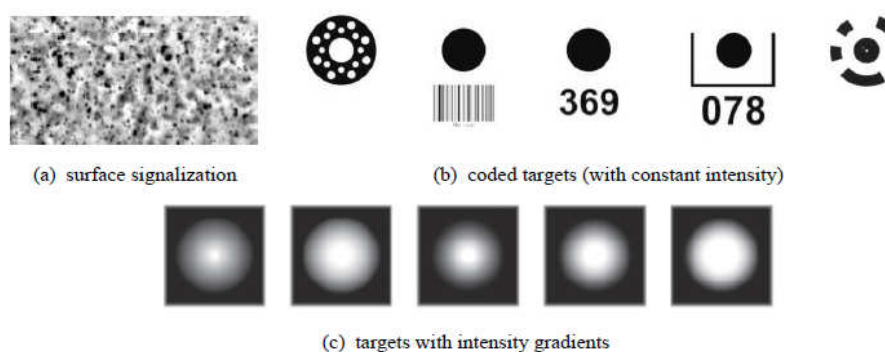 369
078
(a) surface signalization
(b) coded targets (with constant intensity)
(c) targets with intensity gradients